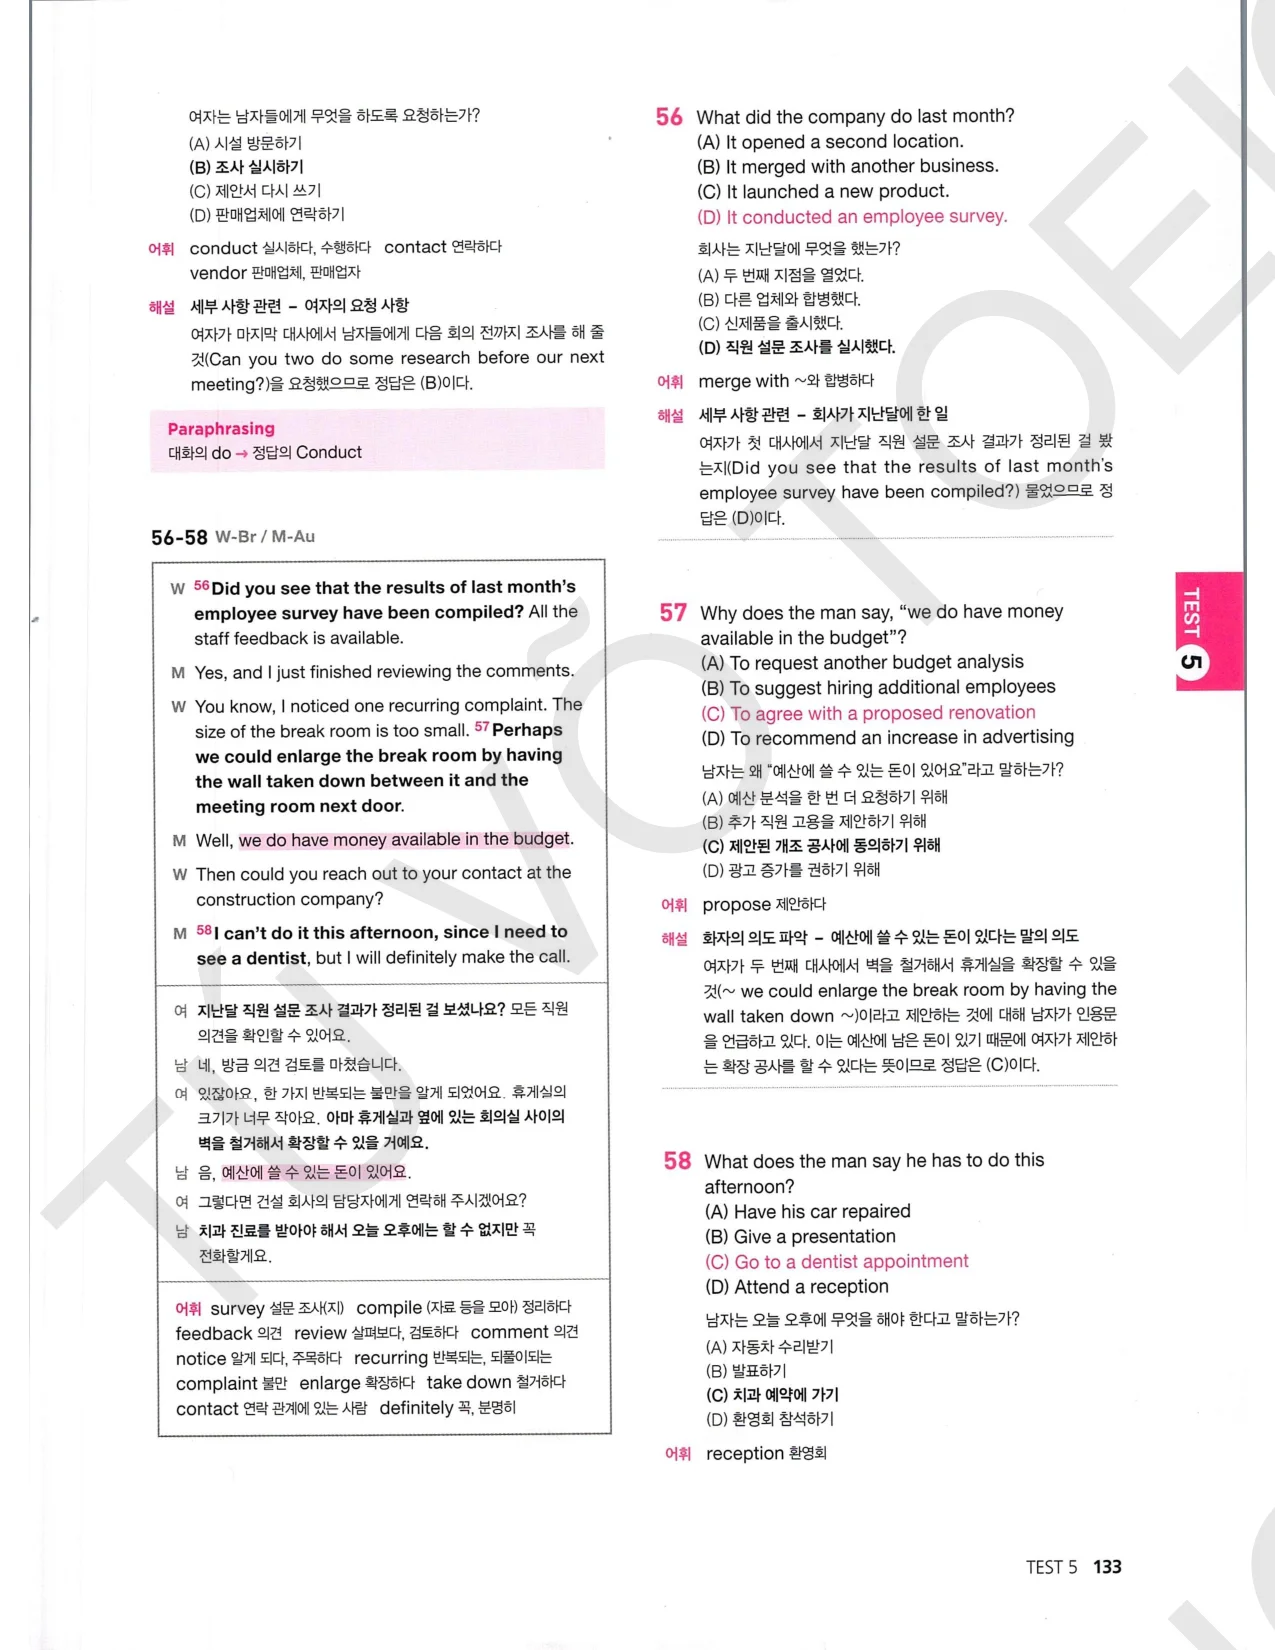 여자는 남자들에게 무엇을 하도록 요청하는가?
(A) 시설 방문하기
(B) 조사 실시하기
(C) 제안서 다시 쓰기
(D) 판매업체에 연락하기
어휘 conduct 실시하다, 수행하다 contact 연락하다
vendor 판매업체, 판매업자
해설 세부 사항 관련 – 여자의 요청 사항
여자가 마지막 대사에서 남자들에게 다음 회의 전까지 조사를 해 줄
것(Can you two do some research before our next
meeting?)을 요청했으므로 정답은 (B)이다.
Paraphrasing
대화의 do → 정답의 Conduct
56-58 W-Br / M-Au
W 56Did you see that the results of last month's
employee survey have been compiled? All the
staff feedback is available.
M Yes, and I just finished reviewing the comments.
W You know, I noticed one recurring complaint. The
size of the break room is too small. 57Perhaps
we could enlarge the break room by having
the wall taken down between it and the
meeting room next door.
M Well, we do have money available in the budget.
W Then could you reach out to your contact at the
construction company?
M 58I can't do it this afternoon, since I need to
see a dentist, but I will definitely make the call.
여 지난달 직원 설문 조사 결과가 정리된 걸 보셨나요? 모든 직원
의견을 확인할 수 있어요.
남 네, 방금 의견 검토를 마쳤습니다.
여 있잖아요, 한 가지 반복되는 불만을 알게 되었어요. 휴게실의
크기가 너무 작아요. 아마 휴게실과 옆에 있는 회의실 사이의
벽을 철거해서 확장할 수 있을 거예요.
남 음, 예산에 쓸 수 있는 돈이 있어요.
여 그렇다면 건설 회사의 담당자에게 연락해 주시겠어요?
남 치과 진료를 받아야 해서 오늘 오후에는 할 수 없지만 꼭
전화할게요.
어휘 survey 설문 조사(지) compile (자료 등을 모아) 정리하다
feedback 의견 review 살펴보다, 검토하다 comment 의견
notice 알게 되다, 주목하다 recurring 반복되는, 되풀이되는
complaint 불만 enlarge 확장하다 take down 철거하다
contact 연락 관계에 있는 사람 definitely 꼭, 분명히
56 What did the company do last month?
(A) It opened a second location.
(B) It merged with another business.
(C) It launched a new product.
(D) It conducted an employee survey.
회사는 지난달에 무엇을 했는가?
(A) 두 번째 지점을 열었다.
(B) 다른 업체와 합병했다.
(C) 신제품을 출시했다.
(D) 직원 설문 조사를 실시했다.
어휘 merge with ~와 합병하다
해설 세부 사항 관련 – 회사가 지난달에 한 일
여자가 첫 대사에서 지난달 직원 설문 조사 결과가 정리된 걸 봤
는지(Did you see that the results of last month's
employee survey have been compiled?) 물었으므로 정
답은 (D)이다.
57 Why does the man say, “we do have money
available in the budget”?
(A) To request another budget analysis
(B) To suggest hiring additional employees
(C) To agree with a proposed renovation
(D) To recommend an increase in advertising
남자는 왜 “예산에 쓸 수 있는 돈이 있어요”라고 말하는가?
(A) 예산 분석을 한 번 더 요청하기 위해
(B) 추가 직원 고용을 제안하기 위해
(C) 제안된 개조 공사에 동의하기 위해
(D) 광고 증가를 권하기 위해
어휘 propose 제안하다
해설 화자의 의도 파악 – 예산에 쓸 수 있는 돈이 있다는 말의 의도
여자가 두 번째 대사에서 벽을 철거해서 휴게실을 확장할 수 있을
것(~ we could enlarge the break room by having the
wall taken down ~)이라고 제안하는 것에 대해 남자가 인용문
을 언급하고 있다. 이는 예산에 남은 돈이 있기 때문에 여자가 제안하
는 확장 공사를 할 수 있다는 뜻이므로 정답은 (C)이다.
58 What does the man say he has to do this
afternoon?
(A) Have his car repaired
(B) Give a presentation
(C) Go to a dentist appointment
(D) Attend a reception
남자는 오늘 오후에 무엇을 해야 한다고 말하는가?
(A) 자동차 수리받기
(B) 발표하기
(C) 치과 예약에 가기
(D) 환영회 참석하기
어휘 reception 환영회
TEST 5
TEST 5 133
TÚ VÕ TOEIC